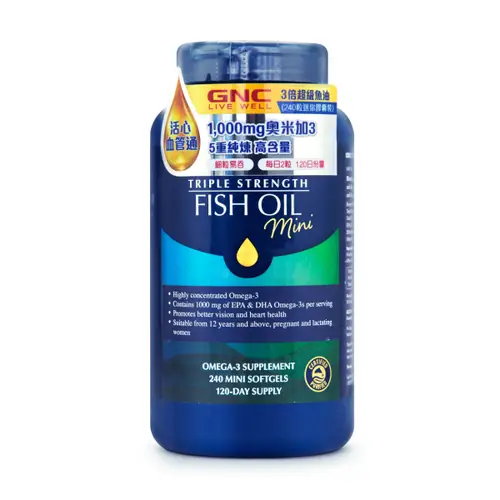 GNC
LIVE WELL
3倍超級魚油
(240粒迷你膠囊裝)
活心
血管通
1,000mg奧米加3
5重純煉 高含量
細粒易吞
每日2粒 120日份量
TRIPLE STRENGTH
FISH OIL
Mini
• Highly concentrated Omega-3
• Contains 1000 mg of EPA & DHA Omega-3s per serving
• Promotes better vision and heart health
• Suitable from 12 years and above, pregnant and lactating
women
OMEGA-3 SUPPLEMENT
240 MINI SOFTGELS
120-DAY SUPPLY
CERTIFIED
PURIFIED